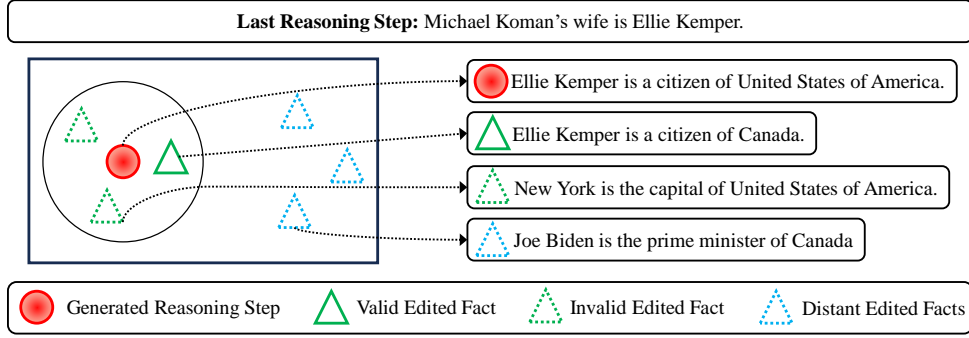 Last Reasoning Step: Michael Koman's wife is Ellie Kemper.
Ellie Kemper is a citizen of United States of America.
Ellie Kemper is a citizen of Canada.
New York is the capital of United States of America.
Joe Biden is the prime minister of Canada
Generated Reasoning Step Valid Edited Fact Invalid Edited Fact Distant Edited Facts